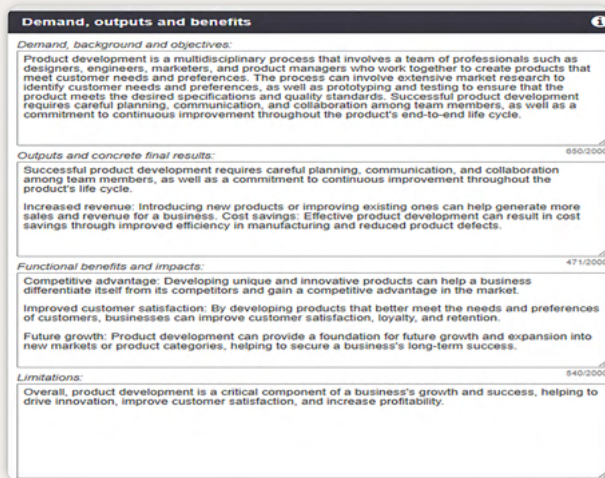 Demand, outputs and benefits
Demand, background and objectives:
Product development is a multidisciplinary process that involves a team of professionals such as
designers, engineers, marketers, and product managers who work together to create products that
meet customer needs and preferences. The process can involve extensive market research to
identify customer needs and preferences, as well as prototyping and testing to ensure that the
product meets the desired specifications and quality standards. Successful product development
requires careful planning, communication, and collaboration among team members, as well as a
commitment to continuous improvement throughout the product's end-to-end life cycle.
650/2000
Outputs and concrete final results:
Successful product development requires careful planning, communication, and collaboration
among team members, as well as a commitment to continuous improvement throughout the
product's life cycle.
Increased revenue: Introducing new products or improving existing ones can help generate more
sales and revenue for a business. Cost savings: Effective product development can result in cost
savings through improved efficiency in manufacturing and reduced product defects.
471/2000
Functional benefits and impacts:
Competitive advantage: Developing unique and innovative products can help a business
differentiate itself from its competitors and gain a competitive advantage in the market.
Improved customer satisfaction: By developing products that better meet the needs and preferences
of customers, businesses can improve customer satisfaction, loyalty, and retention.
Future growth: Product development can provide a foundation for future growth and expansion into
new markets or product categories, helping to secure a business's long-term success.
540/2000
Limitations:
Overall, product development is a critical component of a business's growth and success, helping to
drive innovation, improve customer satisfaction, and increase profitability.